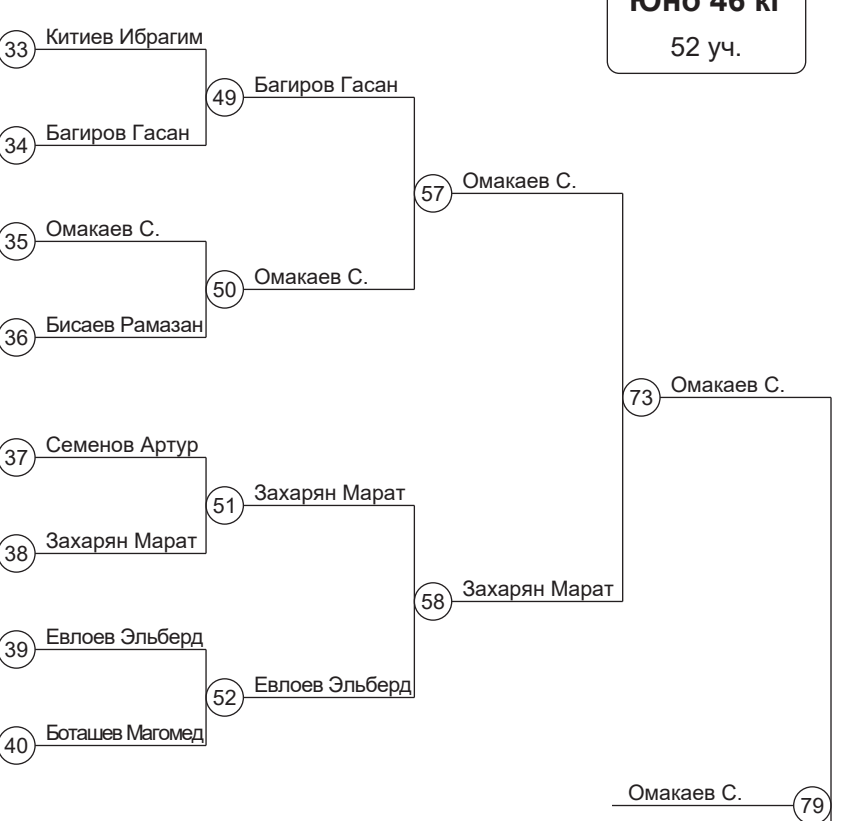 Юно 46 кг
52 уч.
33 Китиев Ибрагим
49 Багиров Гасан
34 Багиров Гасан
57 Омакаев С.
35 Омакаев С.
50 Омакаев С.
36 Бисаев Рамазан
73 Омакаев С.
37 Семенов Артур
51 Захарян Марат
38 Захарян Марат
58 Захарян Марат
39 Евлоев Эльберд
52 Евлоев Эльберд
40 Боташев Магомед
Омакаев С. 79